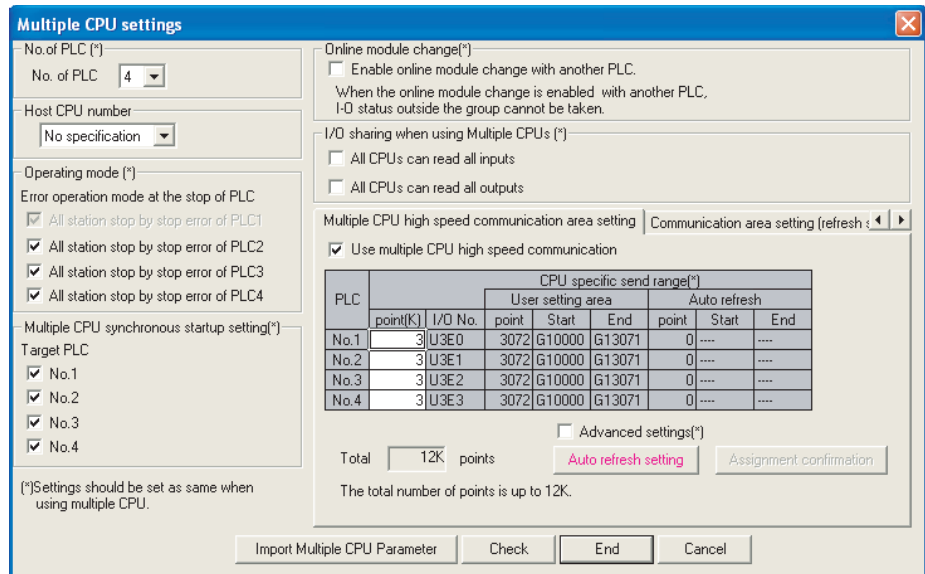 Multiple CPU settings
No.of PLC (*)
No. of PLC 4
Host CPU number
No specification
Operating mode (*)
Error operation mode at the stop of PLC
All station stop by stop error of PLC1
All station stop by stop error of PLC2
All station stop by stop error of PLC3
All station stop by stop error of PLC4
Multiple CPU synchronous startup setting(*)
Target PLC
No.1
No.2
No.3
No.4
(*)Settings should be set as same when
using multiple CPU.
Online module change(*)
Enable online module change with another PLC.
When the online module change is enabled with another PLC,
I-O status outside the group cannot be taken.
I/O sharing when using Multiple CPUs (*)
All CPUs can read all inputs
All CPUs can read all outputs
Multiple CPU high speed communication area setting Communication area setting (refresh s
Use multiple CPU high speed communication
CPU specific send range(*)
PLC User setting area Auto refresh
point(K) I/O No. point Start End point Start End
No.1 3 U3E0 3072 G10000 G13071 0 ---- ----
No.2 3 U3E1 3072 G10000 G13071 0 ---- ----
No.3 3 U3E2 3072 G10000 G13071 0 ---- ----
No.4 3 U3E3 3072 G10000 G13071 0 ---- ----
Advanced settings(*)
Total 12K points Auto refresh setting Assignment confirmation
The total number of points is up to 12K.
Import Multiple CPU Parameter Check End Cancel